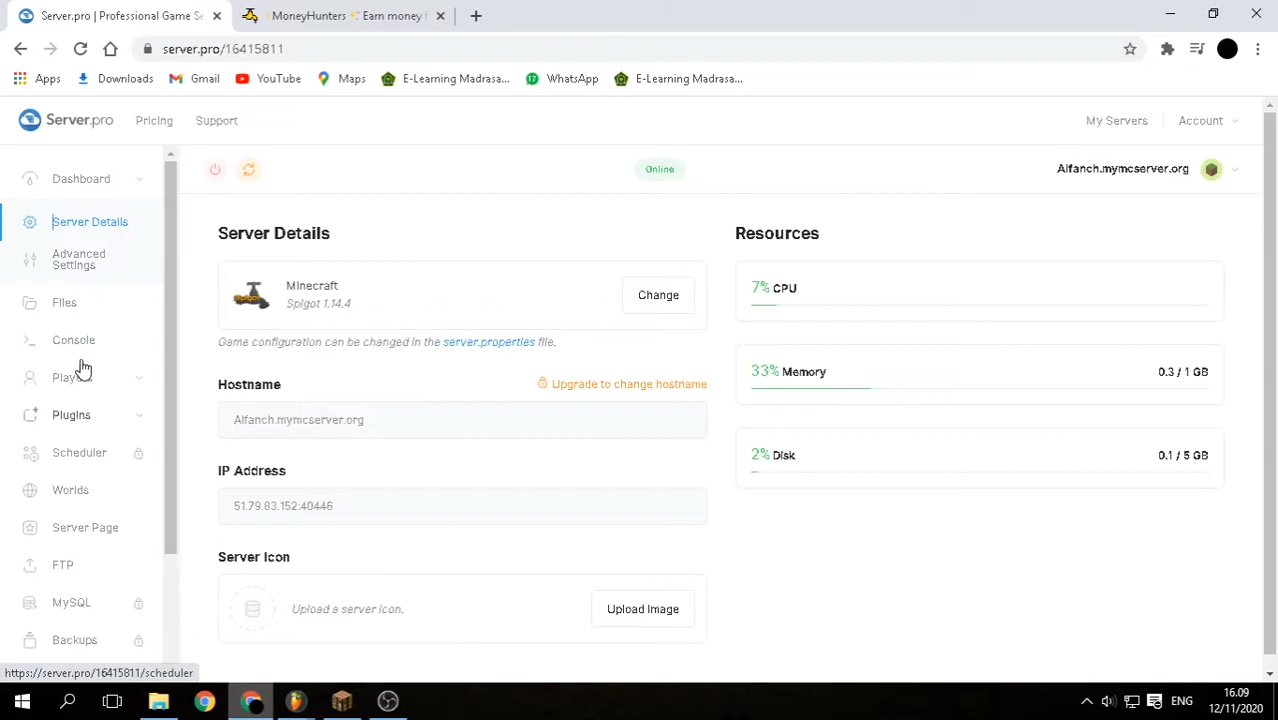 Server.pro | Professional Game Se
MoneyHunters Earn money f
server.pro/16415811
Apps Downloads Gmail YouTube Maps E-Learning Madrasa... WhatsApp E-Learning Madrasa...
Server.pro Pricing Support My Servers Account
Online Alfanch.mymcserver.org
Dashboard
Server Details
Advanced
Settings
Files
Console
Players
Plugins
Scheduler
Worlds
Server Page
FTP
MySQL
Backups
Server Details
Minecraft
Spigot 1.14.4
Change
Game configuration can be changed in the server.properties file.
Hostname Upgrade to change hostname
Alfanch.mymcserver.org
IP Address
51.79.83.152:40446
Server Icon
Upload a server icon. Upload Image
Resources
7% CPU
33% Memory 0.3 / 1 GB
2% Disk 0.1 / 5 GB
https://server.pro/16415811/scheduler
ENG
16.09
12/11/2020